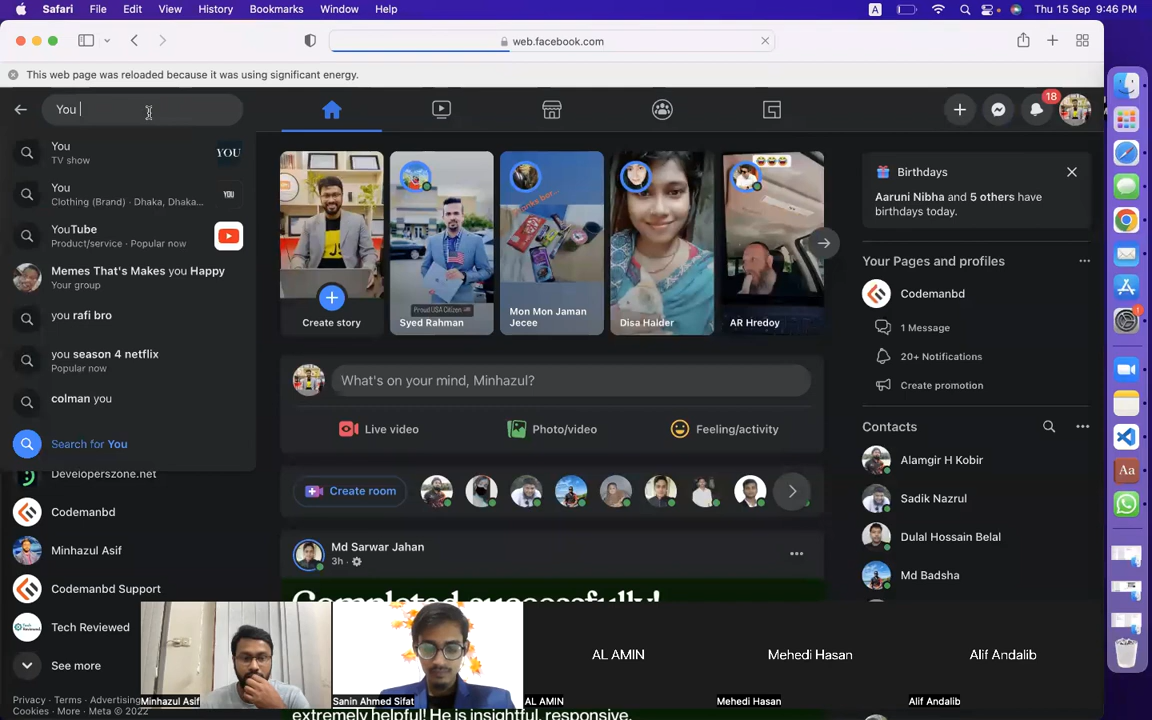 Safari File Edit View History Bookmarks Window Help
A Thu 15 Sep 9:46 PM
web.facebook.com
This web page was reloaded because it was using significant energy.
You
18
You
TV show
YOU
You
Clothing (Brand) · Dhaka, Dhaka...
YOU
YouTube
Product/service · Popular now
Memes That's Makes you Happy
Your group
you rafi bro
you season 4 netflix
Popular now
colman you
Search for You
Developerszone.net
Codemanbd
Minhazul Asif
Codemanbd Support
Tech Reviewed
See more
Privacy · Terms · Advertising
Cookies · More · Meta © 2022
Create story
Proud USA Citizen
Syed Rahman
Mon Mon Jaman
Jecee
Disa Halder
AR Hredoy
What's on your mind, Minhazul?
Live video
Photo/video
Feeling/activity
Create room
Md Sarwar Jahan
3h ·
Completed successfully!
extremely helpful! He is insightful, responsive,
Birthdays
Aaruni Nibha and 5 others have
birthdays today.
Your Pages and profiles
Codemanbd
1 Message
20+ Notifications
Create promotion
Contacts
Alamgir H Kobir
Sadik Nazrul
Dulal Hossain Belal
Md Badsha
1
Aa
AL AMIN
Mehedi Hasan
Alif Andalib
Minhazul Asif
Sanin Ahmed Sifat
AL AMIN
Mehedi Hasan
Alif Andalib